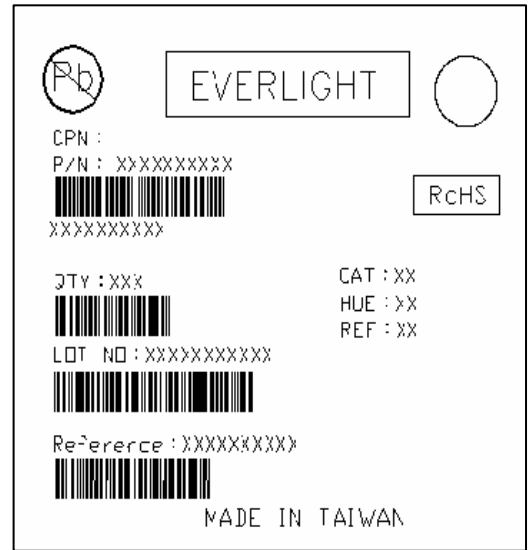 Pb
EVERLIGHT
CPN :
P/N : XXXXXXXXXX
RoHS
XXXXXXXXXX
QTY : XXX
CAT : XX
HUE : XX
REF : XX
LOT NO : XXXXXXXXXXX
Reference : XXXXXXXXXX
MADE IN TAIWAN